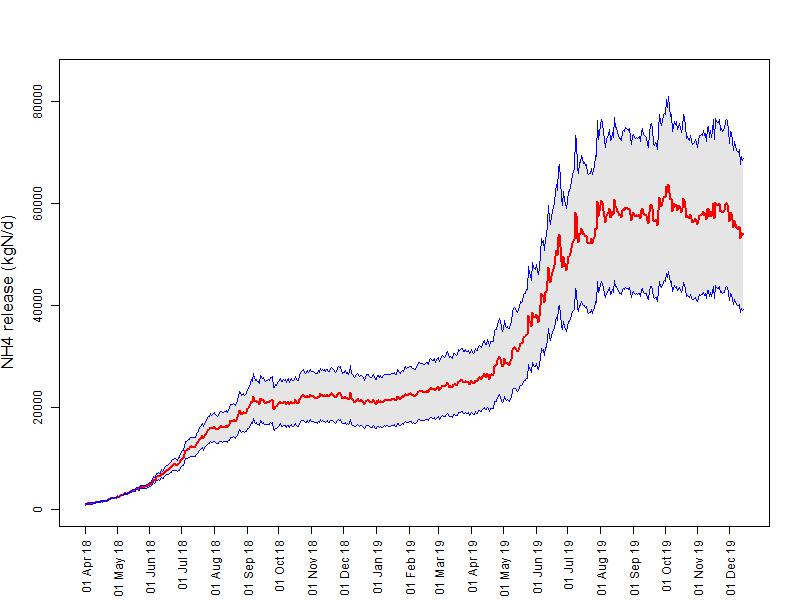 NH4 release (kgN/d)
80000
60000
40000
20000
0
01 Apr 18
01 May 18
01 Jun 18
01 Jul 18
01 Aug 18
01 Sep 18
01 Oct 18
01 Nov 18
01 Dec 18
01 Jan 19
01 Feb 19
01 Mar 19
01 Apr 19
01 May 19
01 Jun 19
01 Jul 19
01 Aug 19
01 Sep 19
01 Oct 19
01 Nov 19
01 Dec 19